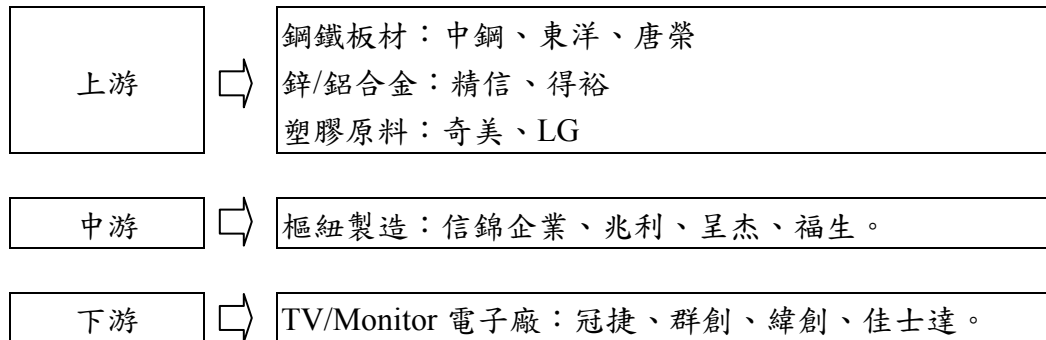 上游
鋼鐵板材：中鋼、東洋、唐榮
鋅/鋁合金：精信、得裕
塑膠原料：奇美、LG
中游
樞紐製造：信錦企業、兆利、呈杰、福生。
下游
TV/Monitor 電子廠：冠捷、群創、緯創、佳士達。